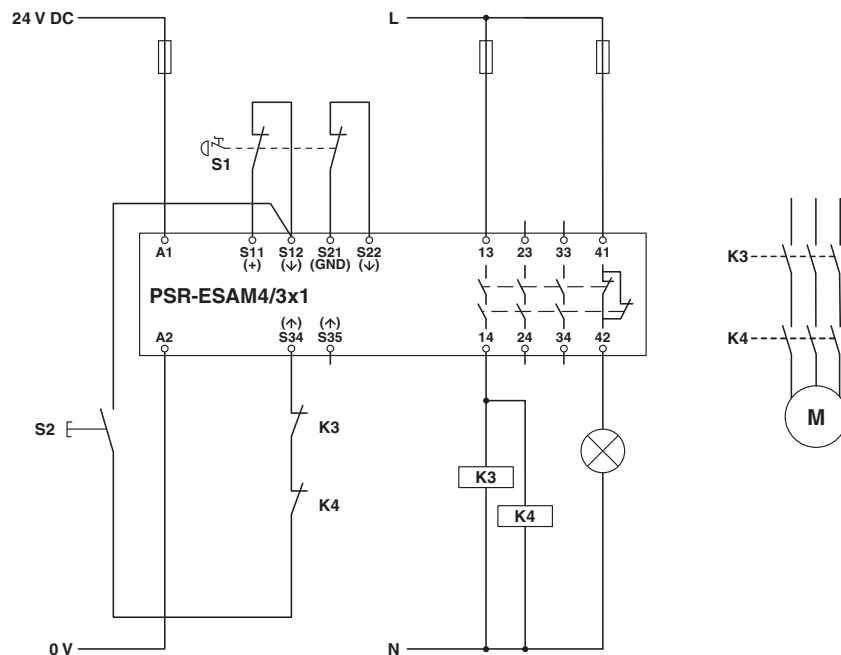 24 V DC
L
S1
A1
S11
(+)
S12
(↓)
S21
(GND)
S22
(↓)
13
23
33
41
PSR-ESAM4/3x1
A2
(↑)
S34
(↑)
S35
14
24
34
42
K3
K4
M
S2
K3
K4
K3
K4
0 V
N